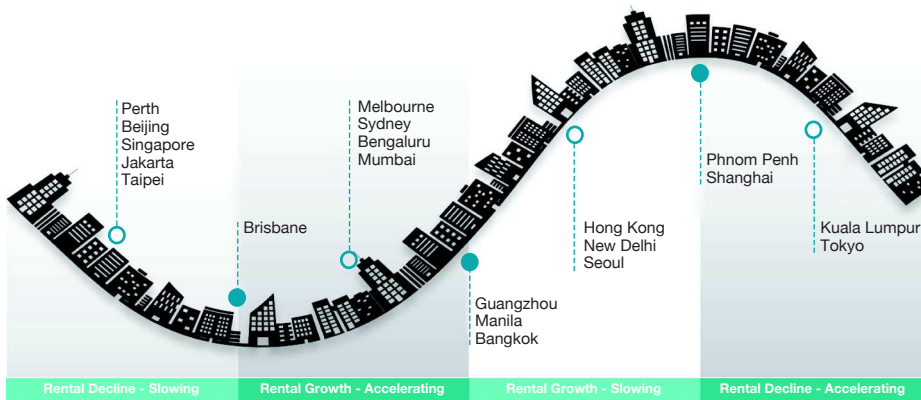 Perth
Beijing
Singapore
Jakarta
Taipei
Brisbane
Melbourne
Sydney
Bengaluru
Mumbai
Guangzhou
Manila
Bangkok
Hong Kong
New Delhi
Seoul
Phnom Penh
Shanghai
Kuala Lumpur
Tokyo
Rental Decline - Slowing
Rental Growth - Accelerating
Rental Growth - Slowing
Rental Decline - Accelerating